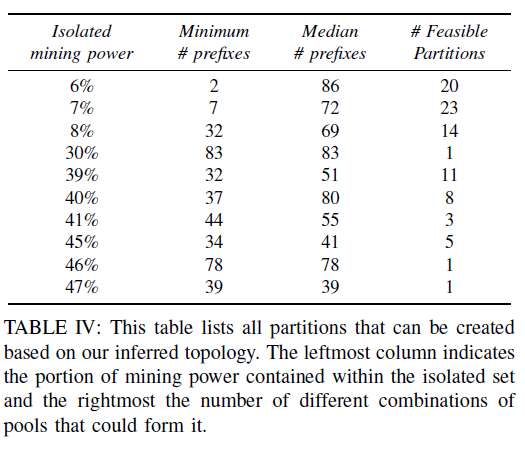 Isolated mining power Minimum # prefixes Median # prefixes # Feasible Partitions
6% 2 86 20
7% 7 72 23
8% 32 69 14
30% 83 83 1
39% 32 51 11
40% 37 80 8
41% 44 55 3
45% 34 41 5
46% 78 78 1
47% 39 39 1
TABLE IV: This table lists all partitions that can be created
based on our inferred topology. The leftmost column indicates
the portion of mining power contained within the isolated set
and the rightmost the number of different combinations of
pools that could form it.